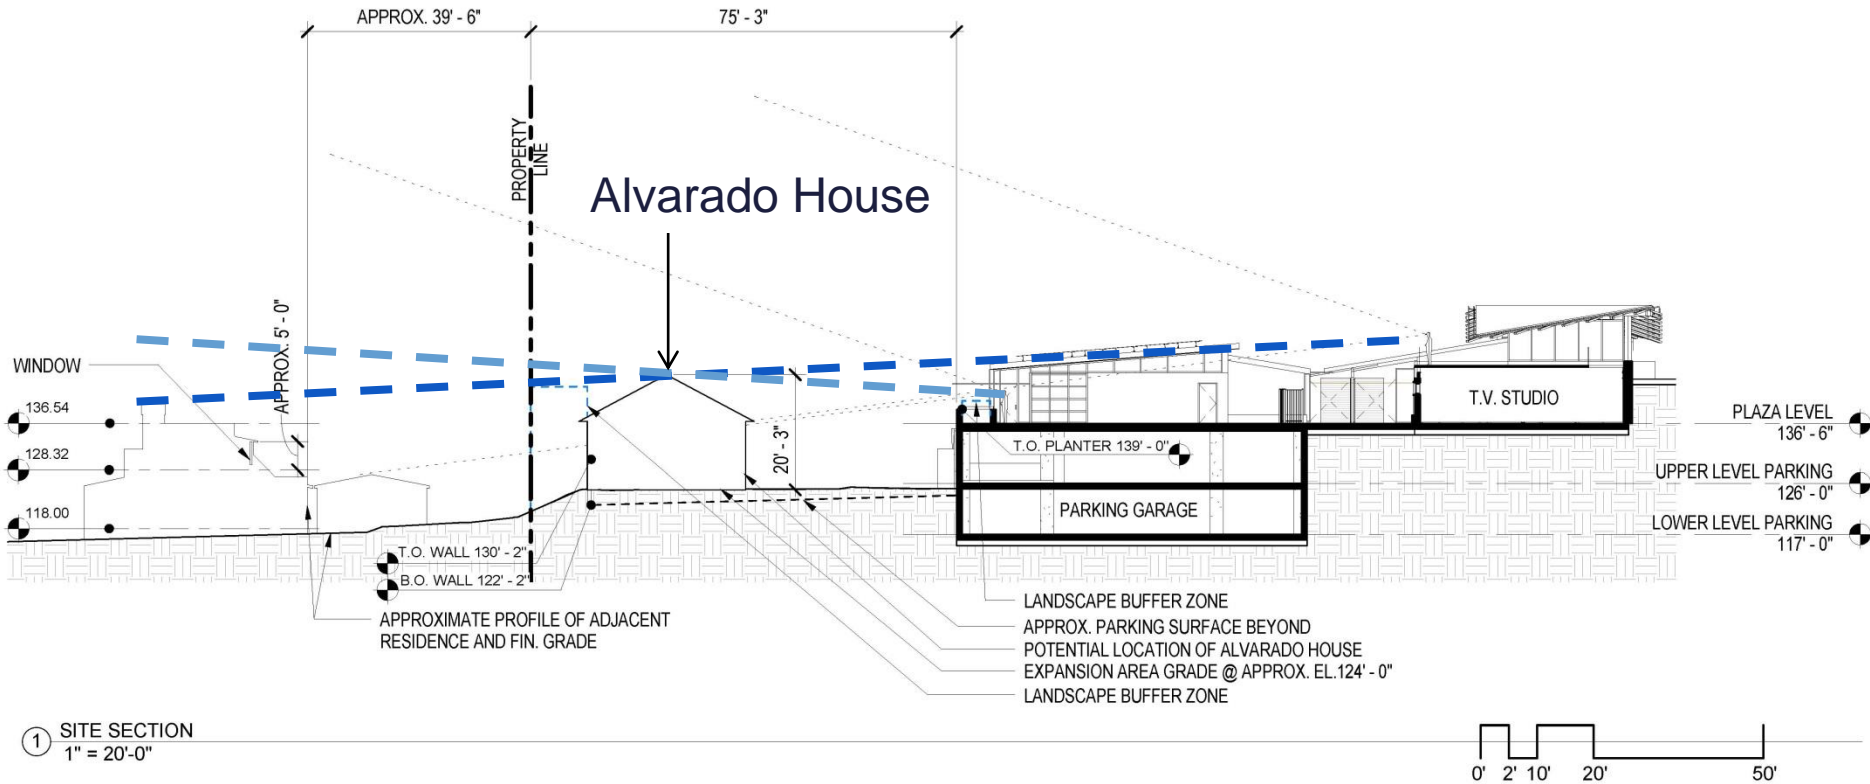 APPROX. 39' - 6"
75' - 3"
PROPERTY
LINE
Alvarado House
APPROX. 5' - 0"
WINDOW
136.54
128.32
118.00
20' - 3"
T.O. PLANTER 139' - 0"
T.V. STUDIO
PARKING GARAGE
PLAZA LEVEL
136' - 6"
UPPER LEVEL PARKING
126' - 0"
LOWER LEVEL PARKING
117' - 0"
T.O. WALL 130' - 2"
B.O. WALL 122' - 2"
APPROXIMATE PROFILE OF ADJACENT
RESIDENCE AND FIN. GRADE
LANDSCAPE BUFFER ZONE
APPROX. PARKING SURFACE BEYOND
POTENTIAL LOCATION OF ALVARADO HOUSE
EXPANSION AREA GRADE @ APPROX. EL.124' - 0"
LANDSCAPE BUFFER ZONE
1 SITE SECTION
1" = 20'-0"
0' 2' 10' 20' 50'